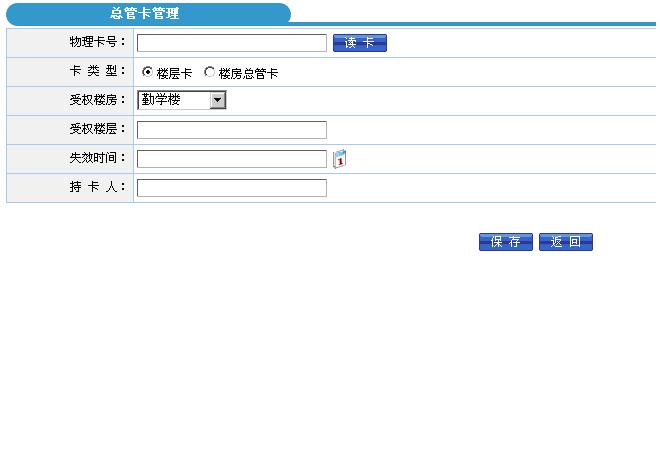 总管卡管理
物理卡号： 读 卡
卡 类 型： 楼层卡 楼房总管卡
受权楼房： 勤学楼
受权楼层：
失效时间： 1
持 卡 人：
保 存 返 回